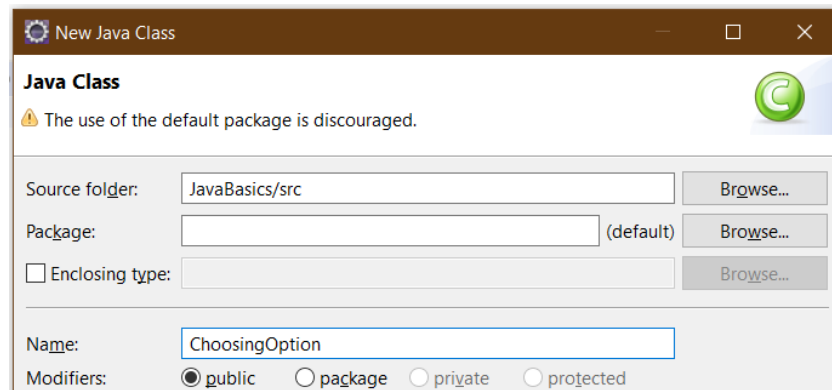 New Java Class
Java Class
The use of the default package is discouraged.
Source folder: JavaBasics/src Browse...
Package: (default) Browse...
Enclosing type: Browse...
Name: ChoosingOption
Modifiers: public package private protected